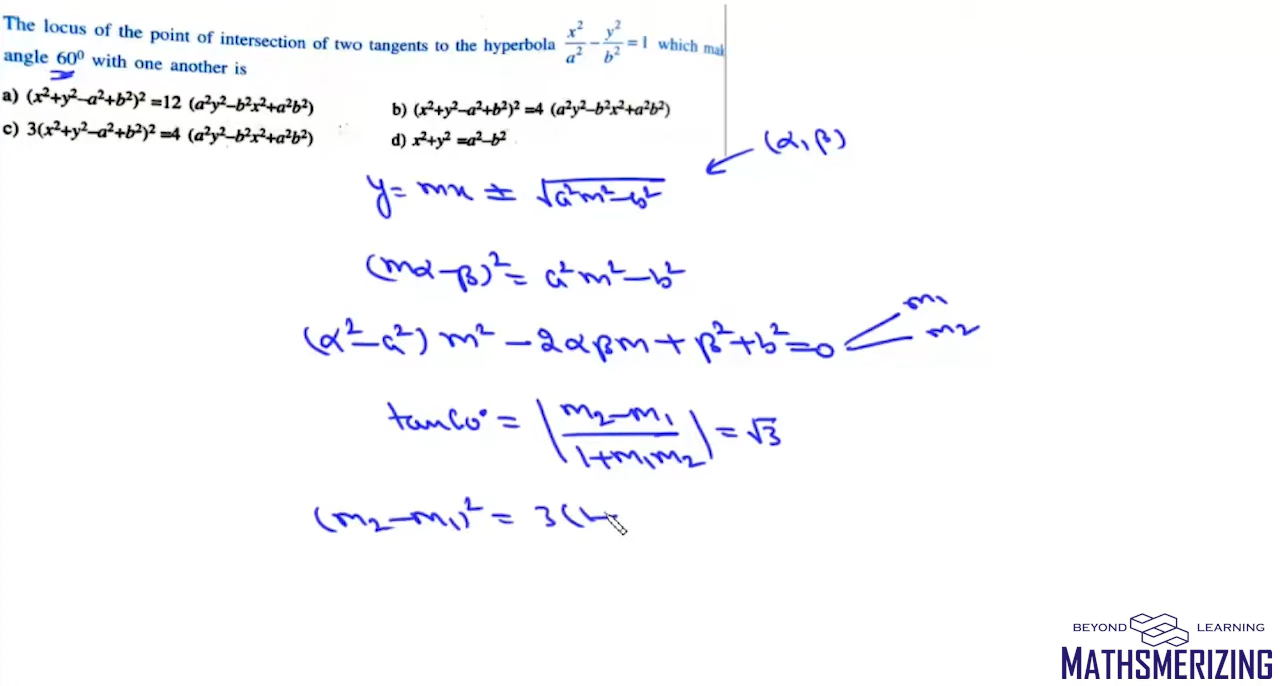 The locus of the point of intersection of two tangents to the hyperbola x²/a² − y²/b² = 1 which mak
angle 60⁰ with one another is
a) (x²+y²–a²+b²)² =12 (a²y²–b²x²+a²b²) b) (x²+y²–a²+b²)² =4 (a²y²–b²x²+a²b²)
c) 3(x²+y²–a²+b²)² =4 (a²y²–b²x²+a²b²) d) x²+y² =a²–b²
(α, β)
y = mx ± √(a²m² – b²)
(mα – β)² = a²m² – b²
(α² – a²) m² – 2αβm + β² + b² = 0
m₁
m₂
tan60° = |(m₂ – m₁)/(1 + m₁m₂)| = √3
(m₂ – m₁)² = 3(1
BEYOND LEARNING
MATHSMERIZING